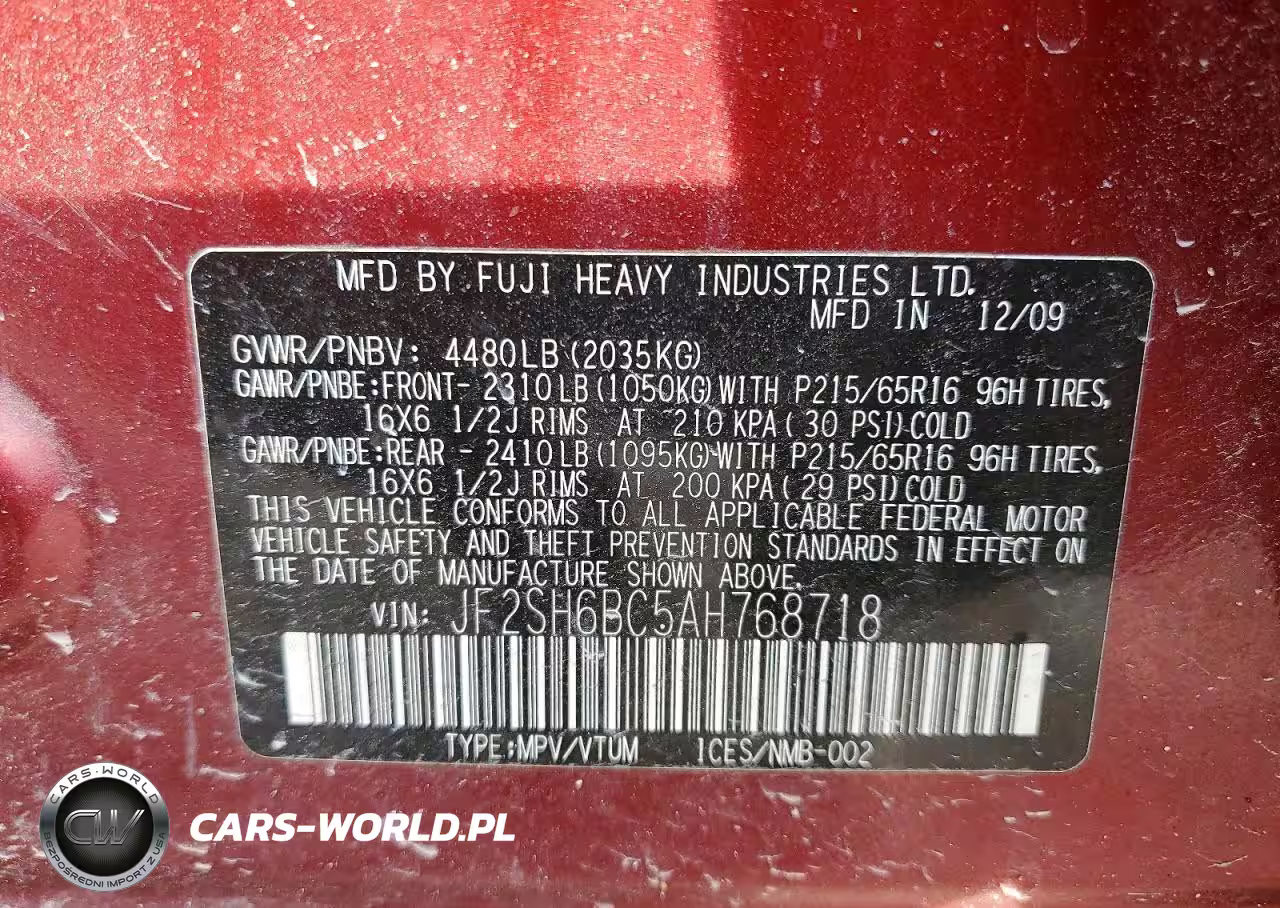 MFD BY FUJI HEAVY INDUSTRIES LTD.
MFD IN 12/09
GVWR/PNBV: 4480LB (2035KG)
GAWR/PNBE:FRONT- 2310LB (1050KG) WITH P215/65R16 96H TIRES,
16X6 1/2J RIMS AT 210 KPA (30 PSI) COLD
GAWR/PNBE:REAR - 2410LB (1095KG) WITH P215/65R16 96H TIRES,
16X6 1/2J RIMS AT 200 KPA (29 PSI) COLD
THIS VEHICLE CONFORMS TO ALL APPLICABLE FEDERAL MOTOR
VEHICLE SAFETY AND THEFT PREVENTION STANDARDS IN EFFECT ON
THE DATE OF MANUFACTURE SHOWN ABOVE.
VIN: JF2SH6BC5AH768718
TYPE:MPV/VTUM ICES/NMB-002
CARS-WORLD
CW
BEZPOŚREDNI IMPORT Z USA
CARS-WORLD.PL